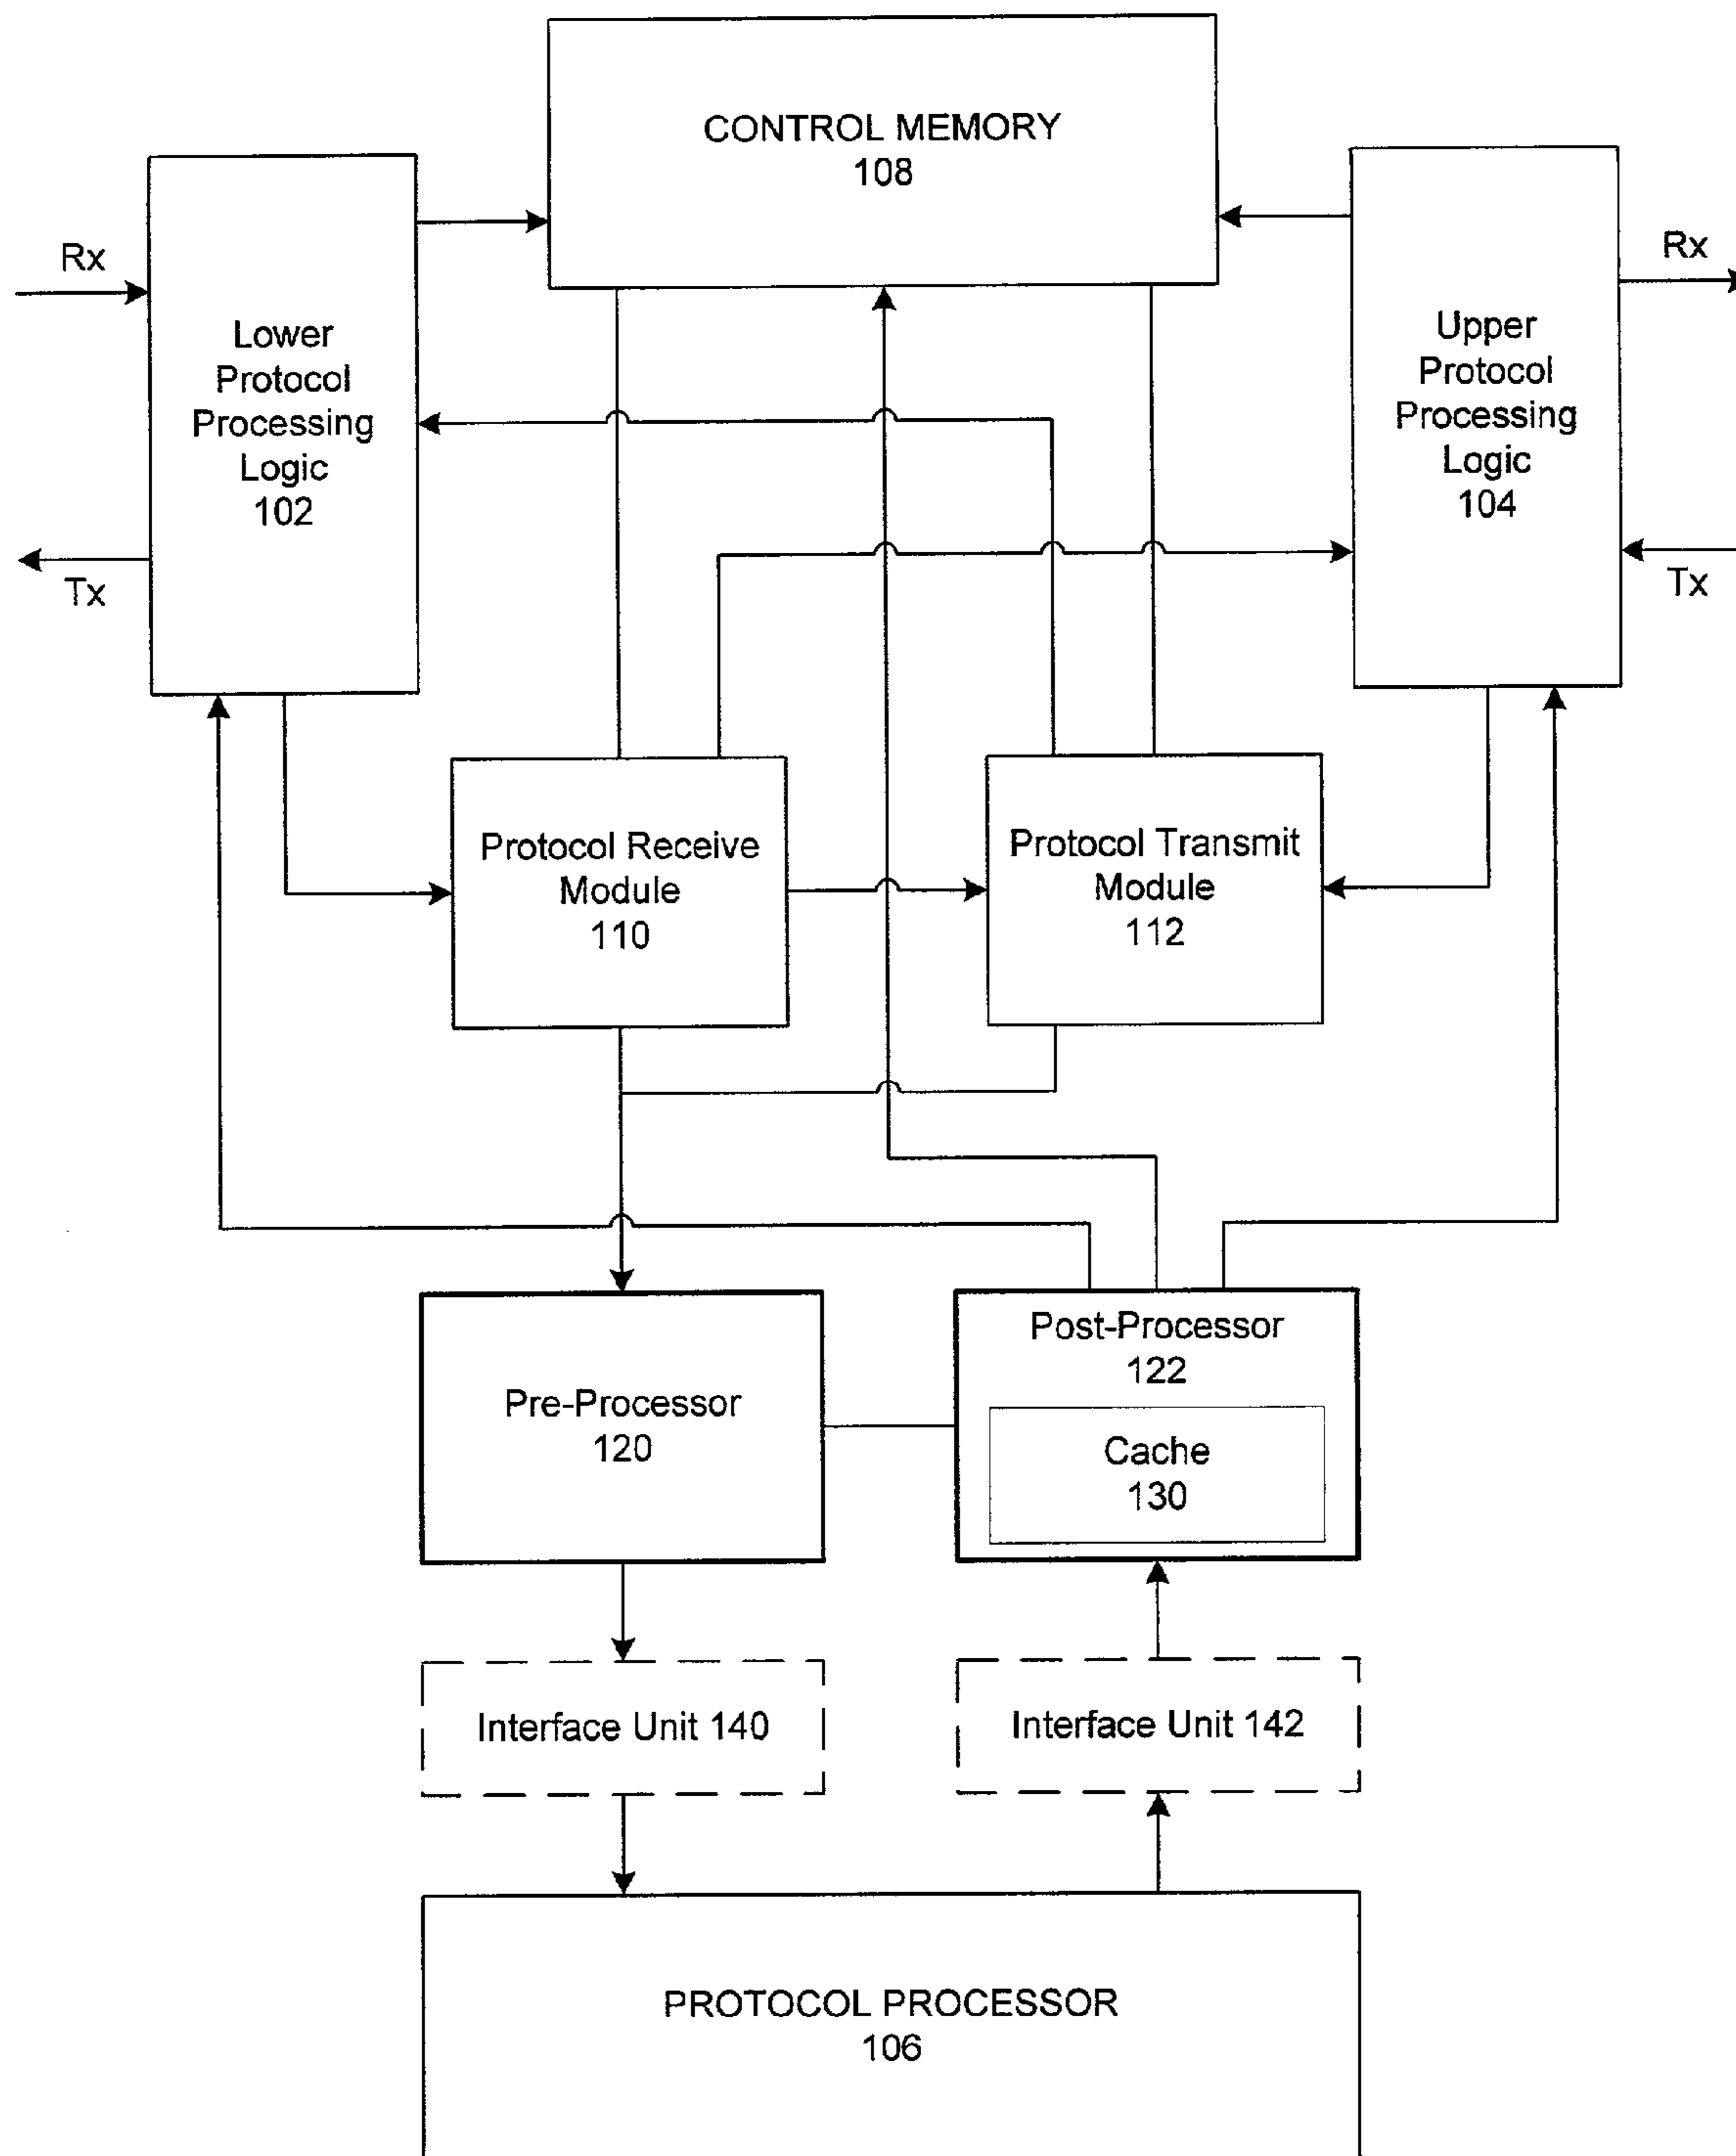 CONTROL MEMORY
108
Rx
Lower
Protocol
Processing
Logic
102
Tx
Rx
Upper
Protocol
Processing
Logic
104
Tx
Protocol Receive
Module
110
Protocol Transmit
Module
112
Pre-Processor
120
Post-Processor
122
Cache
130
Interface Unit 140
Interface Unit 142
PROTOCOL PROCESSOR
106